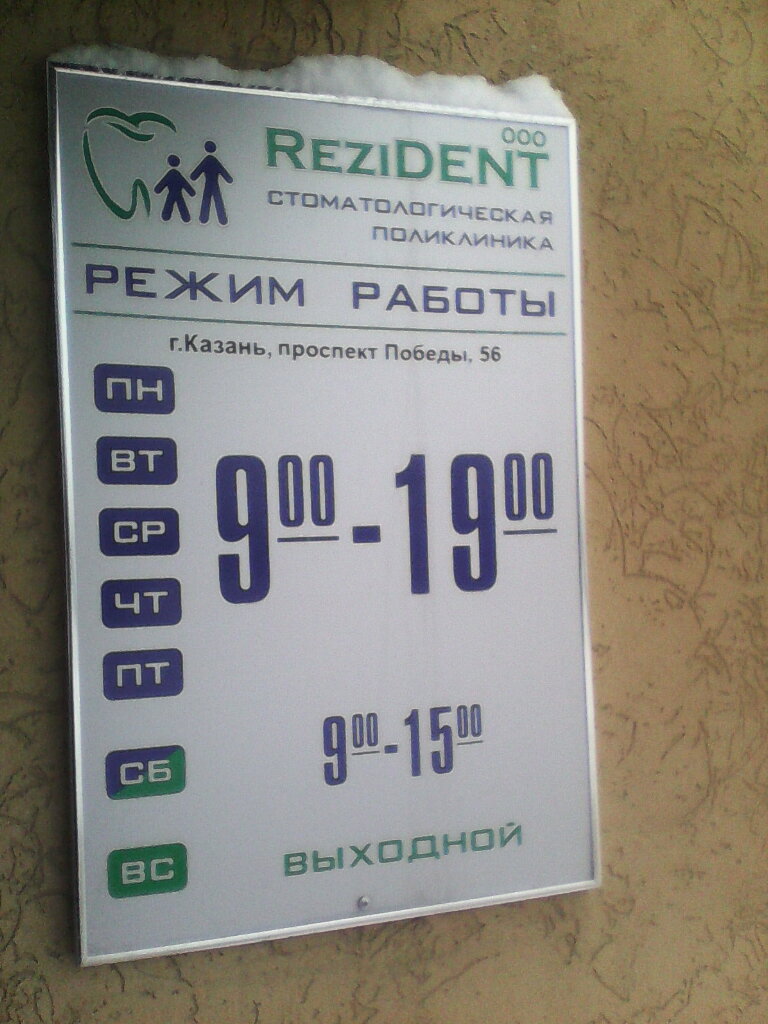 ООО
REZIDENT
СТОМАТОЛОГИЧЕСКАЯ
ПОЛИКЛИНИКА
РЕЖИМ РАБОТЫ
г.Казань, проспект Победы, 56
ПН
ВТ
СР
9⁰⁰-19⁰⁰
ЧТ
ПТ
СБ 9⁰⁰-15⁰⁰
ВС ВЫХОДНОЙ